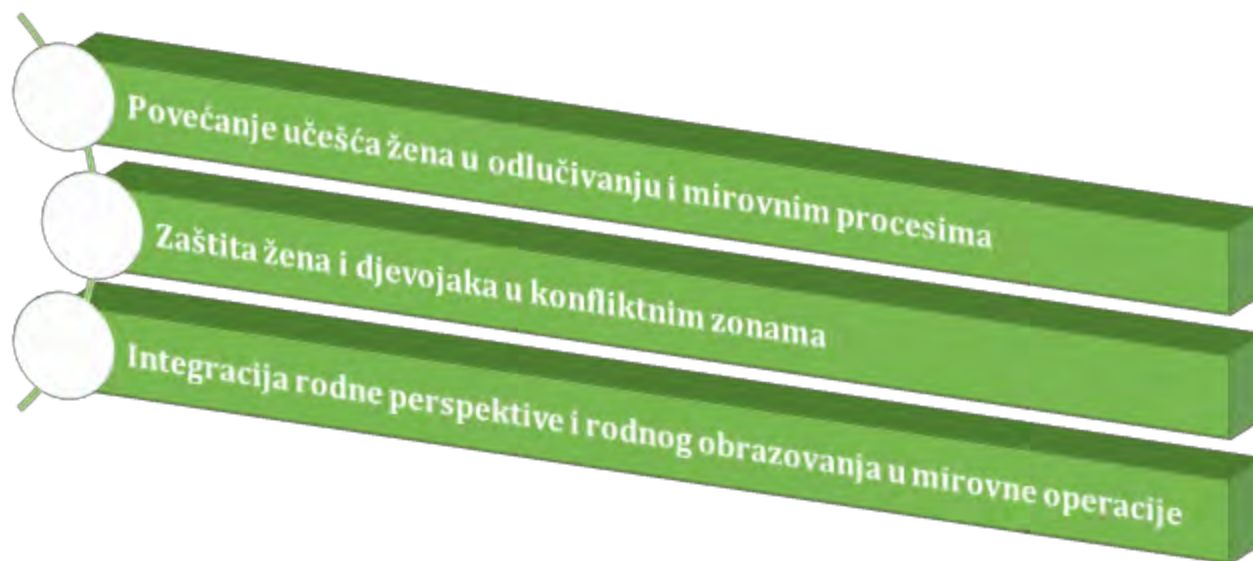 Povećanje učešća žena u odlučivanju i mirovnim procesima
Zaštita žena i djevojaka u konfliktnim zonama
Integracija rodne perspektive i rodnog obrazovanja u mirovne operacije